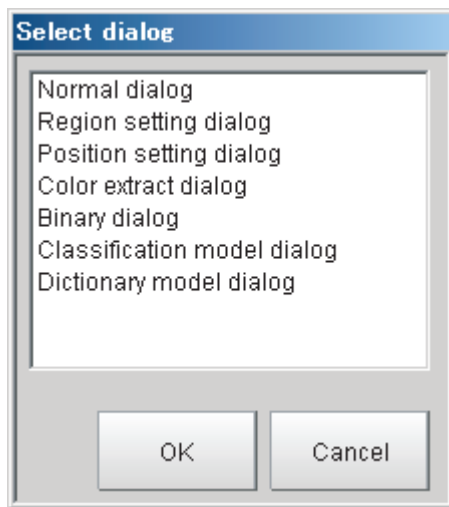 Select dialog
Normal dialog
Region setting dialog
Position setting dialog
Color extract dialog
Binary dialog
Classification model dialog
Dictionary model dialog
OK
Cancel